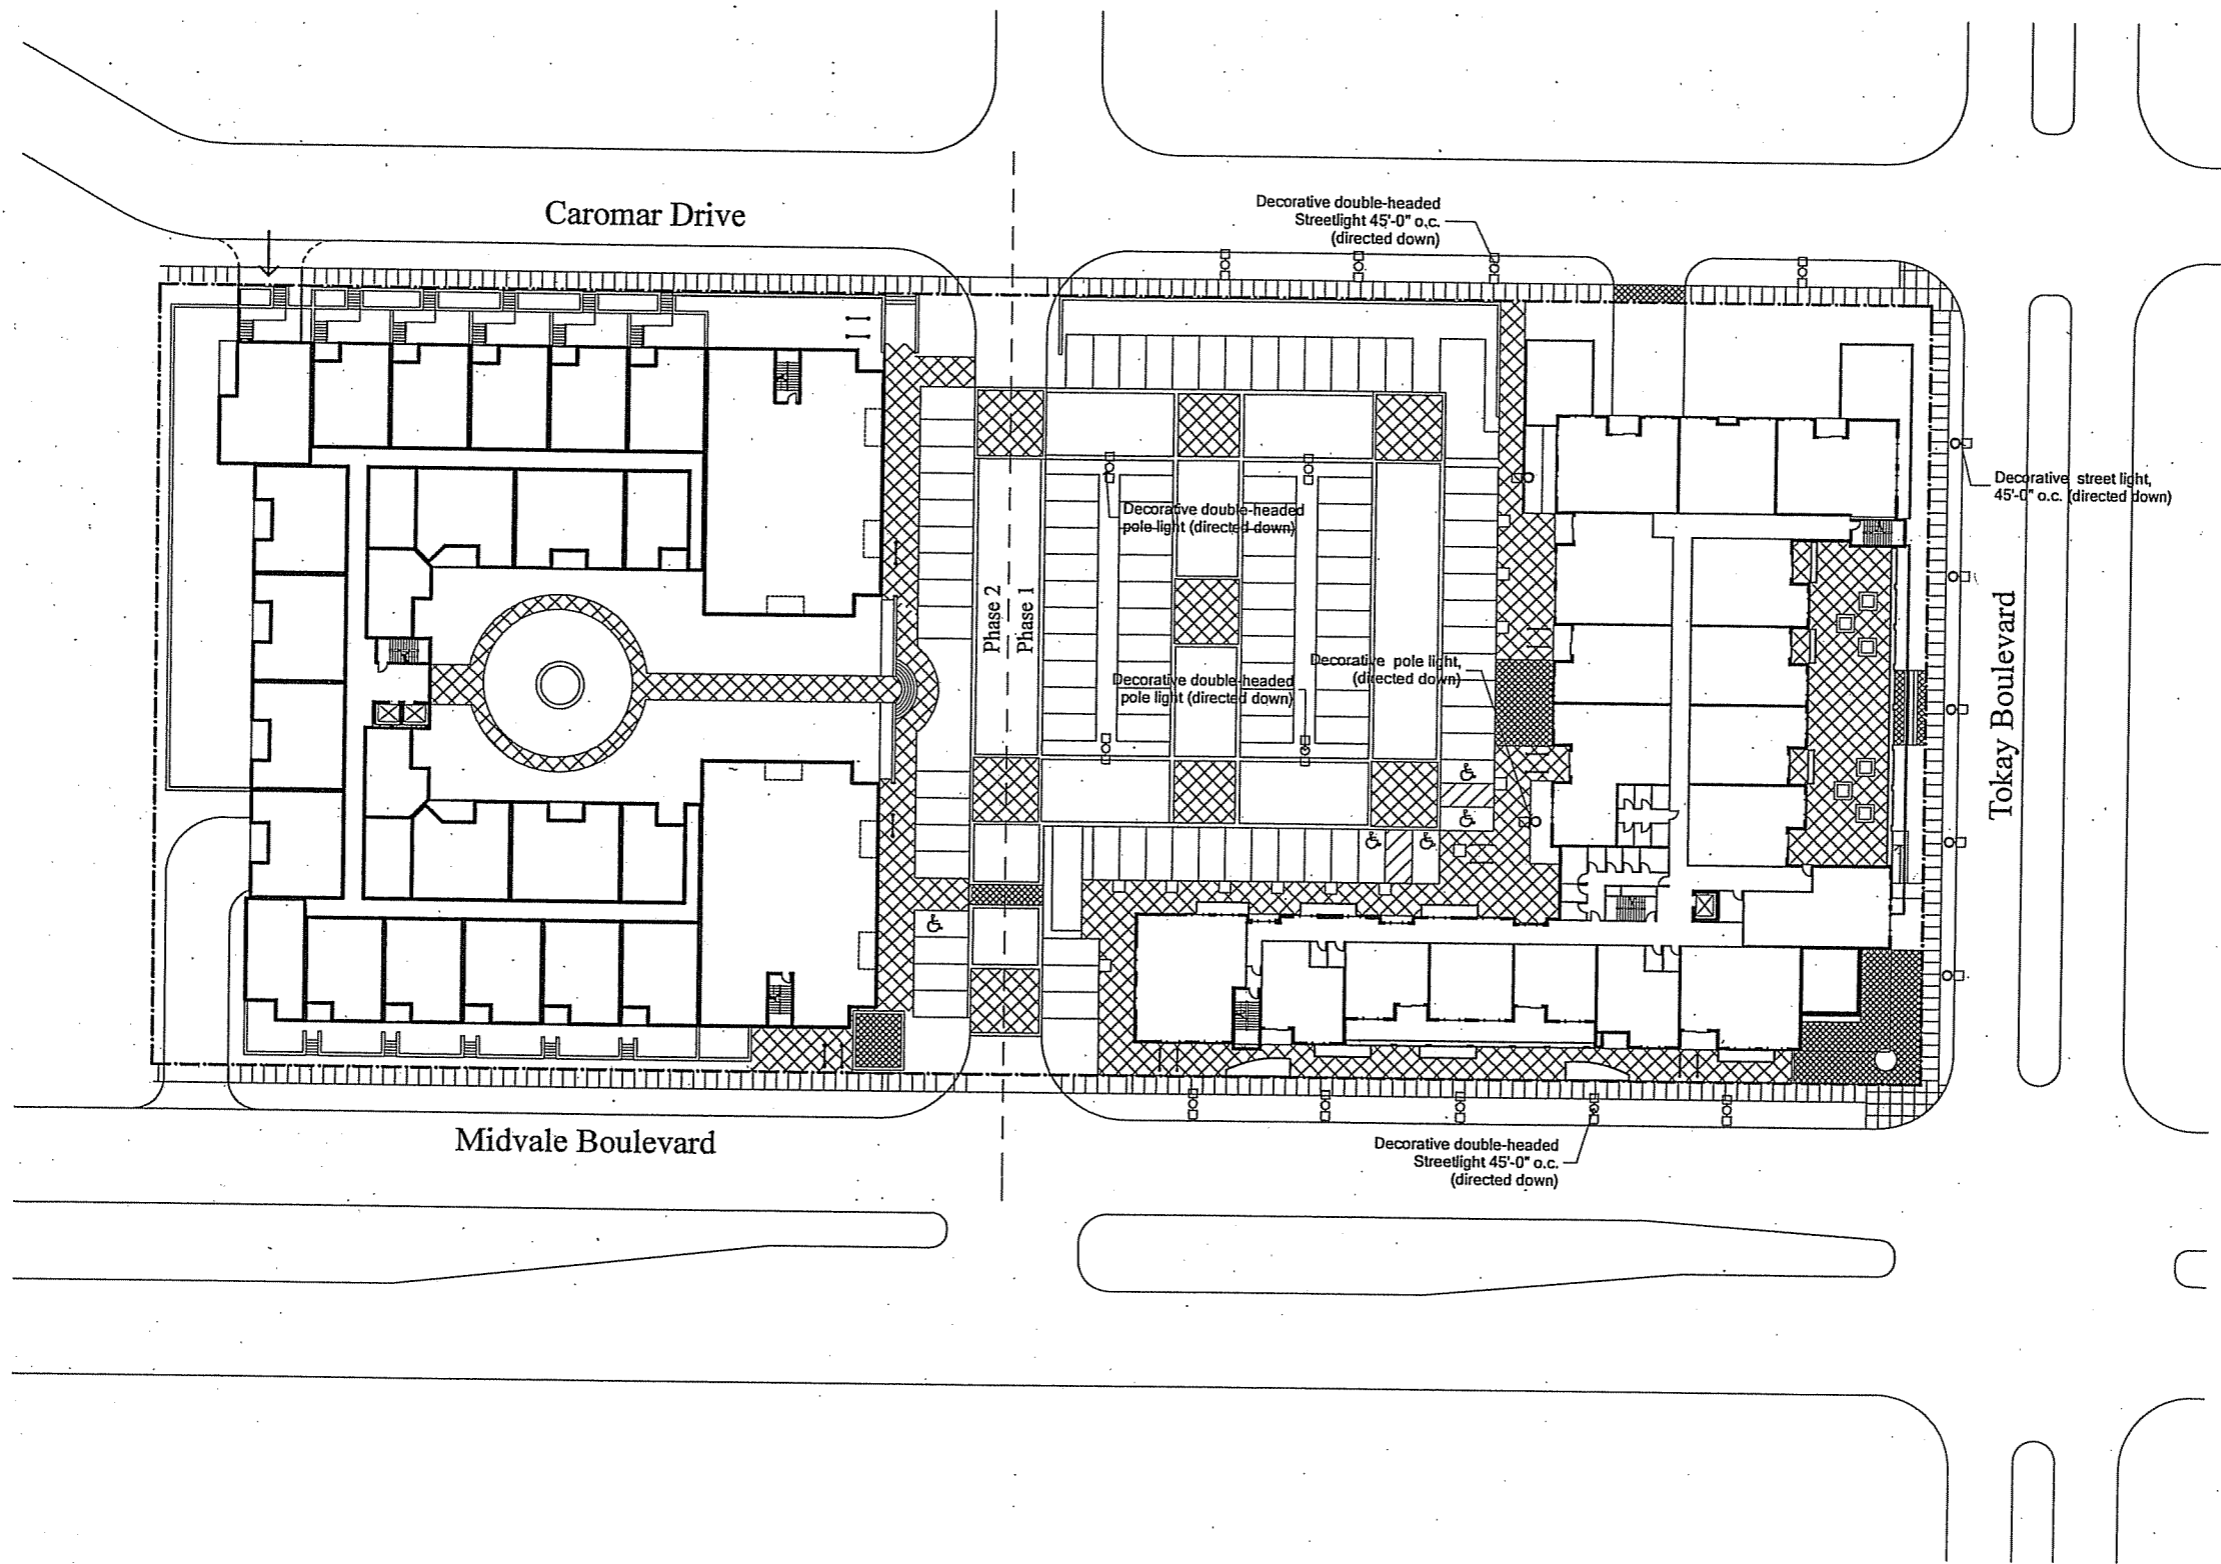 Caromar Drive
Decorative double-headed
Streetlight 45'-0" o.c.
(directed down)
Decorative street light,
45'-0" o.c. (directed down)
Decorative double-headed
pole light (directed down)
Phase 2
Phase 1
Decorative pole light,
(directed down)
Decorative double-headed
pole light (directed down)
Tokay Boulevard
Midvale Boulevard
Decorative double-headed
Streetlight 45'-0" o.c.
(directed down)